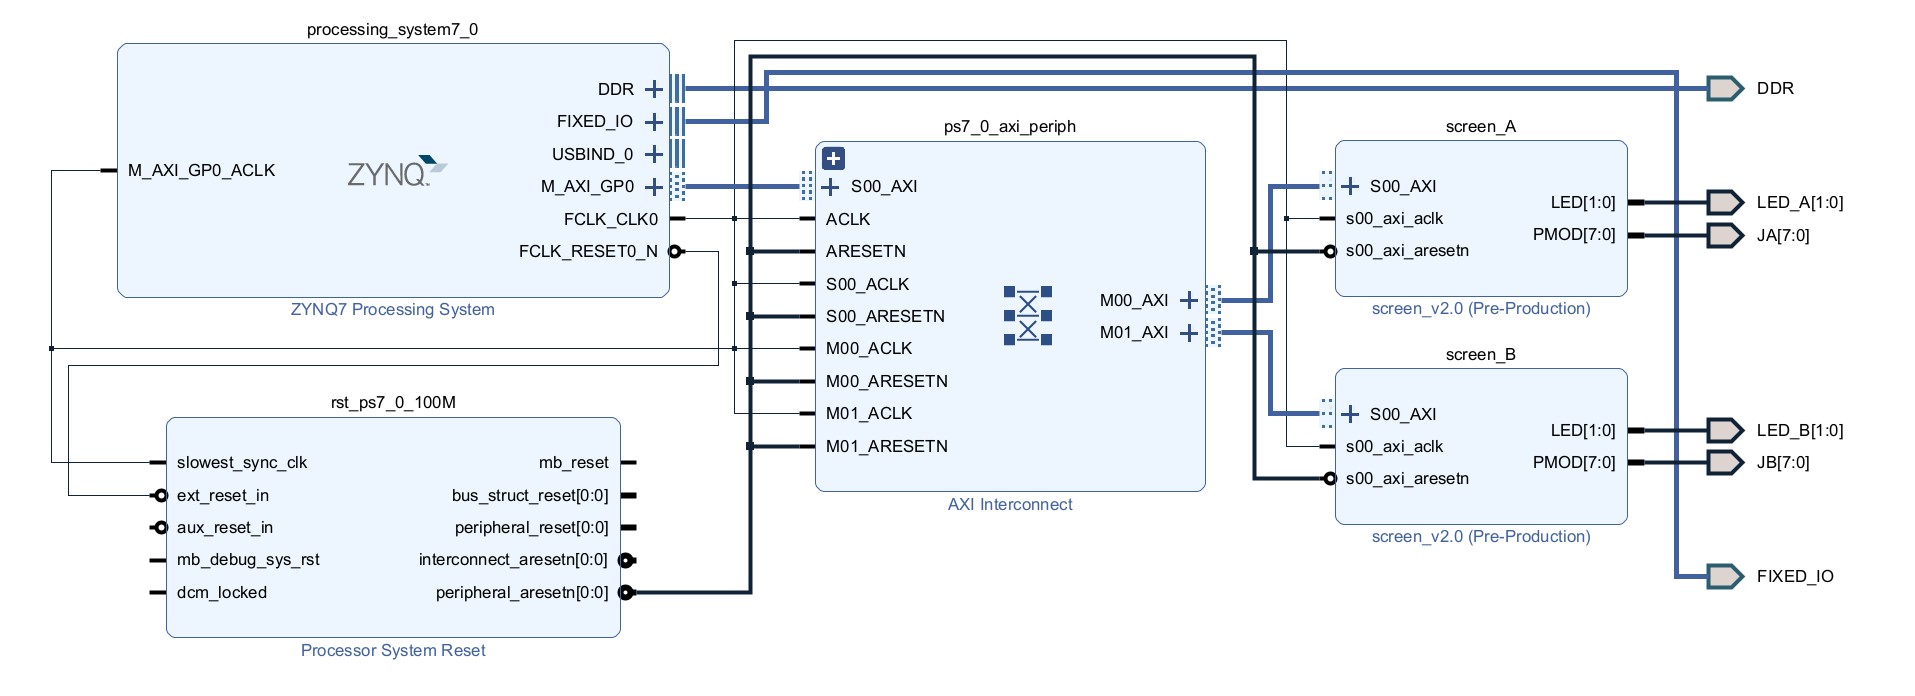 processing_system7_0
DDR
FIXED_IO
USBIND_0
M_AXI_GP0_ACLK
ZYNQ
M_AXI_GP0
FCLK_CLK0
FCLK_RESET0_N
ZYNQ7 Processing System
rst_ps7_0_100M
slowest_sync_clk
mb_reset
ext_reset_in
bus_struct_reset[0:0]
aux_reset_in
peripheral_reset[0:0]
mb_debug_sys_rst
interconnect_aresetn[0:0]
dcm_locked
peripheral_aresetn[0:0]
Processor System Reset
ps7_0_axi_periph
S00_AXI
ACLK
ARESETN
S00_ACLK
S00_ARESETN
M00_ACLK
M00_ARESETN
M01_ACLK
M01_ARESETN
M00_AXI
M01_AXI
AXI Interconnect
screen_A
S00_AXI
s00_axi_aclk
s00_axi_aresetn
LED[1:0]
PMOD[7:0]
screen_v2.0 (Pre-Production)
screen_B
S00_AXI
s00_axi_aclk
s00_axi_aresetn
LED[1:0]
PMOD[7:0]
screen_v2.0 (Pre-Production)
DDR
LED_A[1:0]
JA[7:0]
LED_B[1:0]
JB[7:0]
FIXED_IO